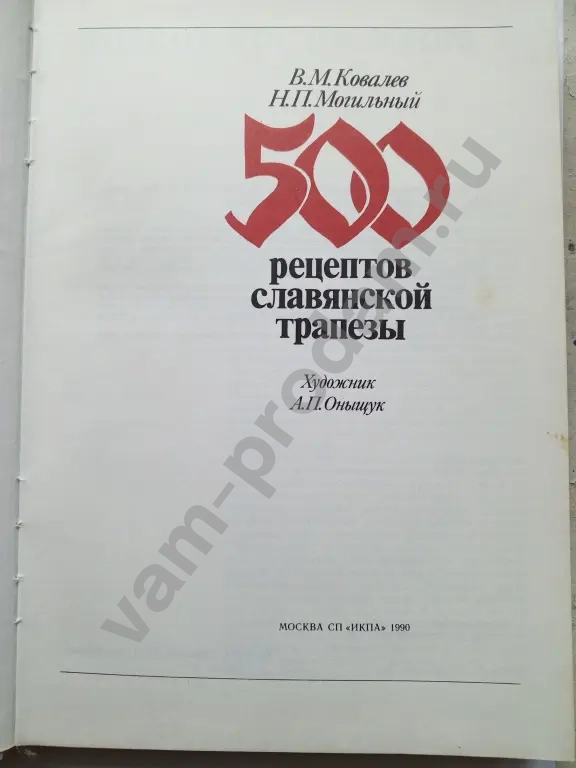 В.М.Ковалев
Н.П.Могильный
500
рецептов
славянской
трапезы
Художник
А.П.Оныщук
МОСКВА СП «ИКПА» 1990
vam-prodam.ru